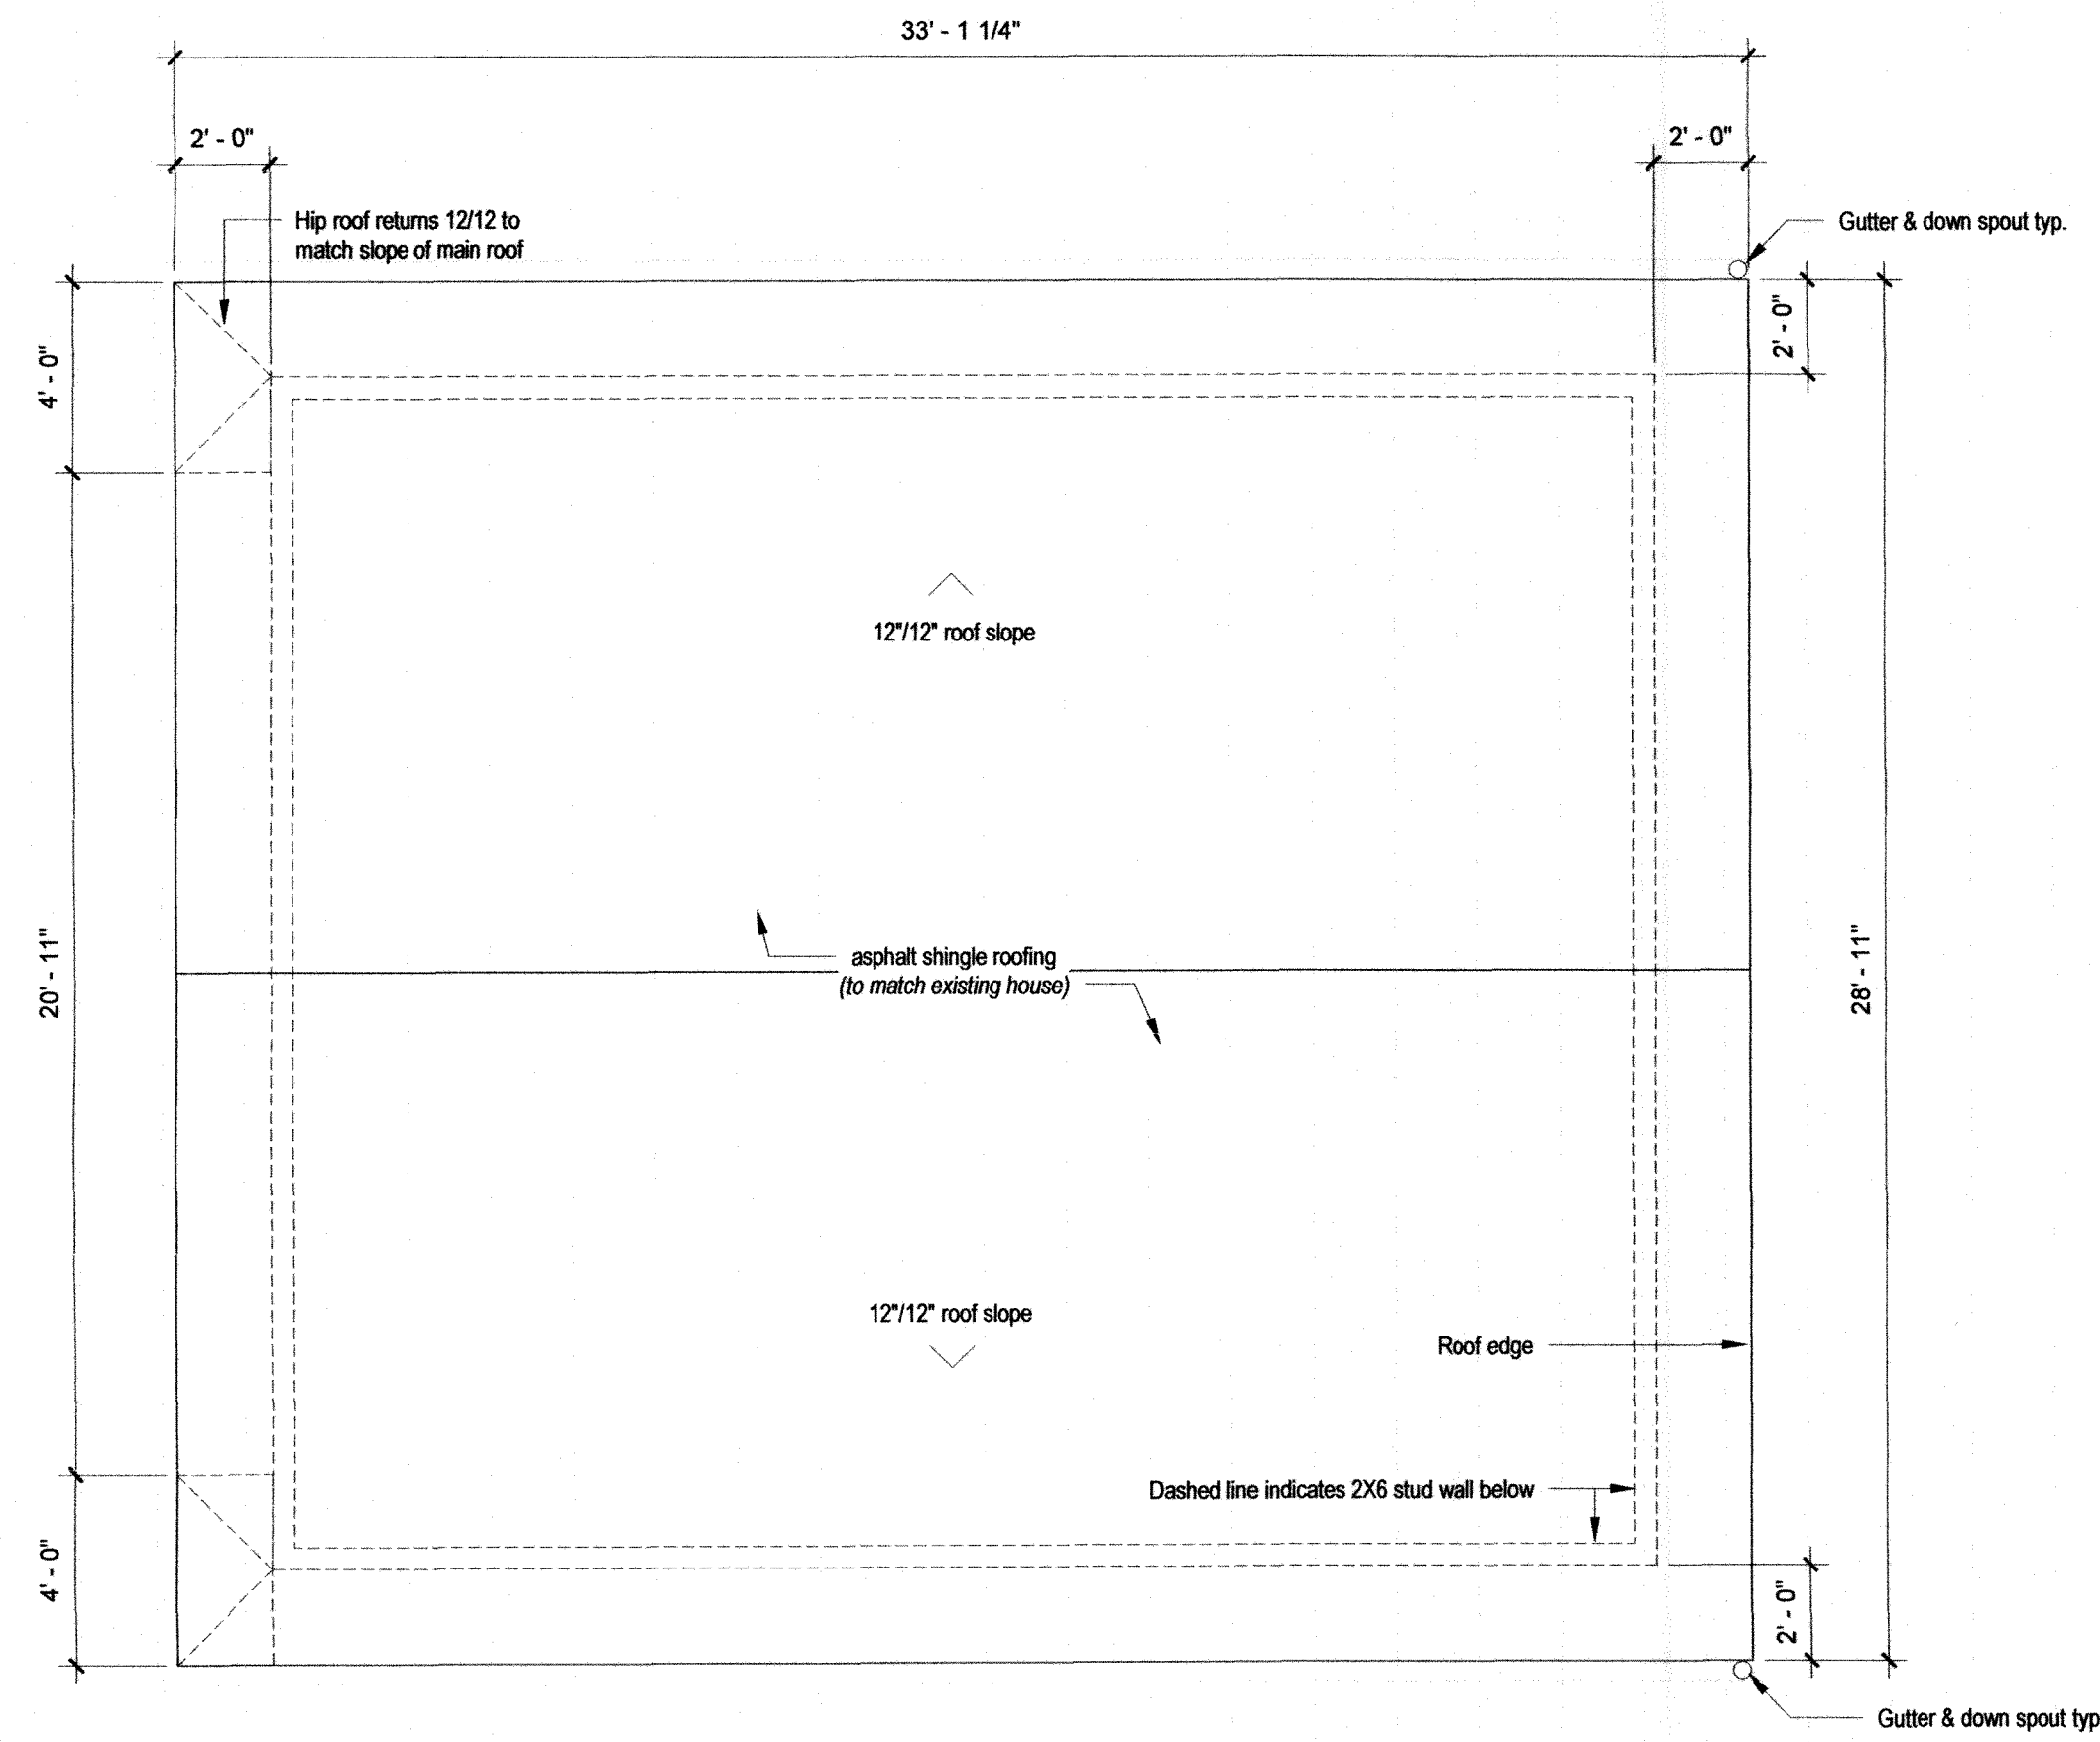 33' - 1 1/4"
2' - 0"
2' - 0"
Hip roof returns 12/12 to
match slope of main roof
Gutter & down spout typ.
2' - 0"
4' - 0"
12"/12" roof slope
20' - 11"
asphalt shingle roofing
(to match existing house)
28' - 11"
12"/12" roof slope
Roof edge
Dashed line indicates 2X6 stud wall below
4' - 0"
2' - 0"
Gutter & down spout typ